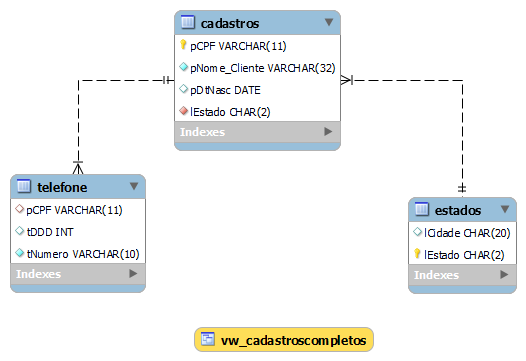 cadastros
pCPF VARCHAR(11)
pNome_Cliente VARCHAR(32)
pDtNasc DATE
lEstado CHAR(2)
Indexes
telefone
pCPF VARCHAR(11)
tDDD INT
tNumero VARCHAR(10)
Indexes
estados
lCidade CHAR(20)
lEstado CHAR(2)
Indexes
vw_cadastroscompletos